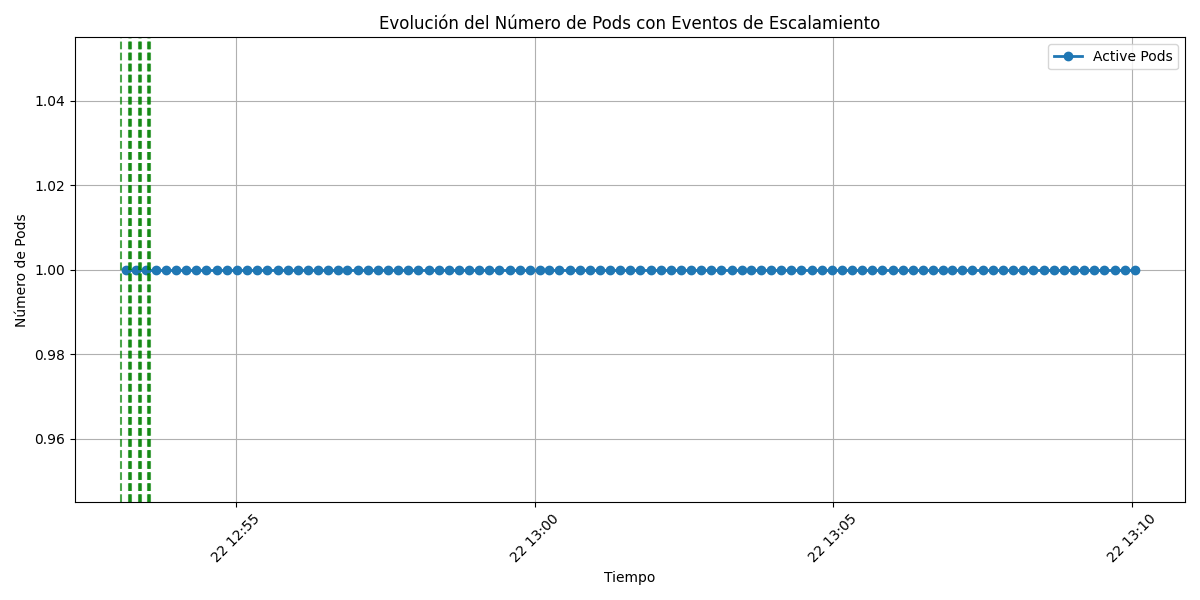 Evolución del Número de Pods con Eventos de Escalamiento
Active Pods
1.04
1.02
1.00
0.98
0.96
Número de Pods
22 12:55
22 13:00
22 13:05
22 13:10
Tiempo